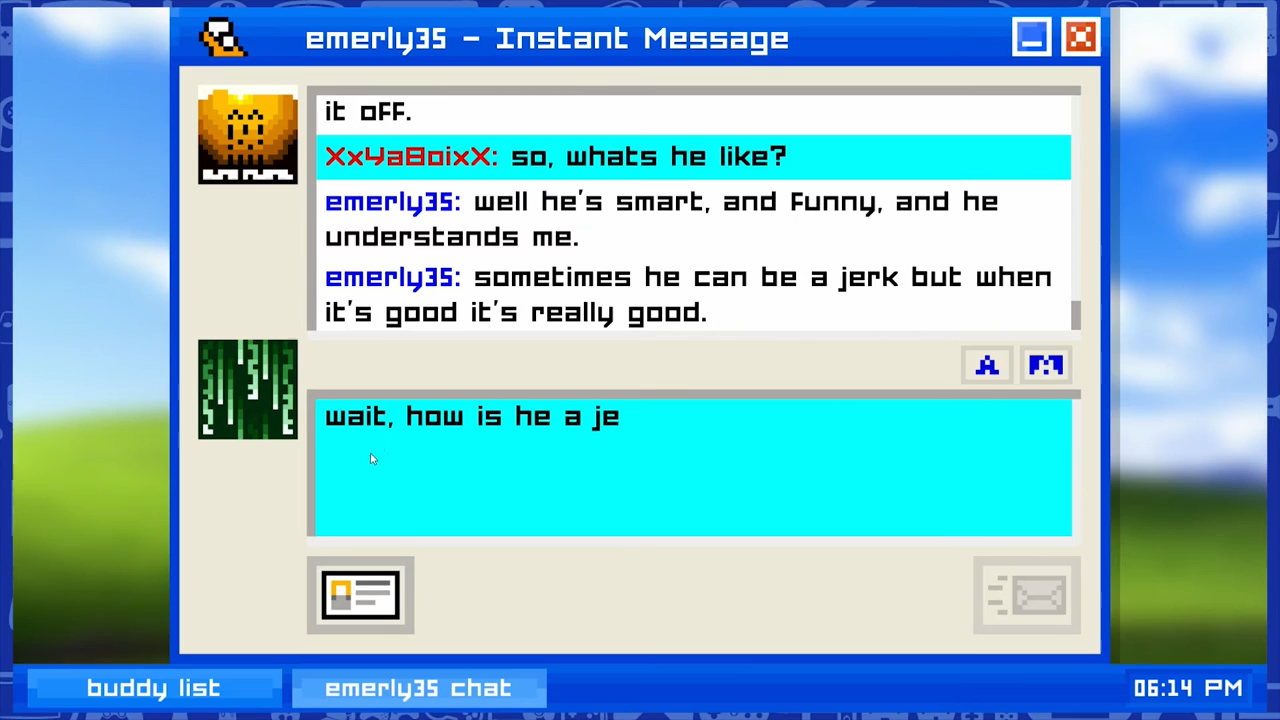 emerly35 - Instant Message
it off.
XxYaBoixX: so, whats he like?
emerly35: well he's smart, and funny, and he
understands me.
emerly35: sometimes he can be a jerk but when
it's good it's really good.
A
wait, how is he a je
buddy list
emerly35 chat
06:14 PM